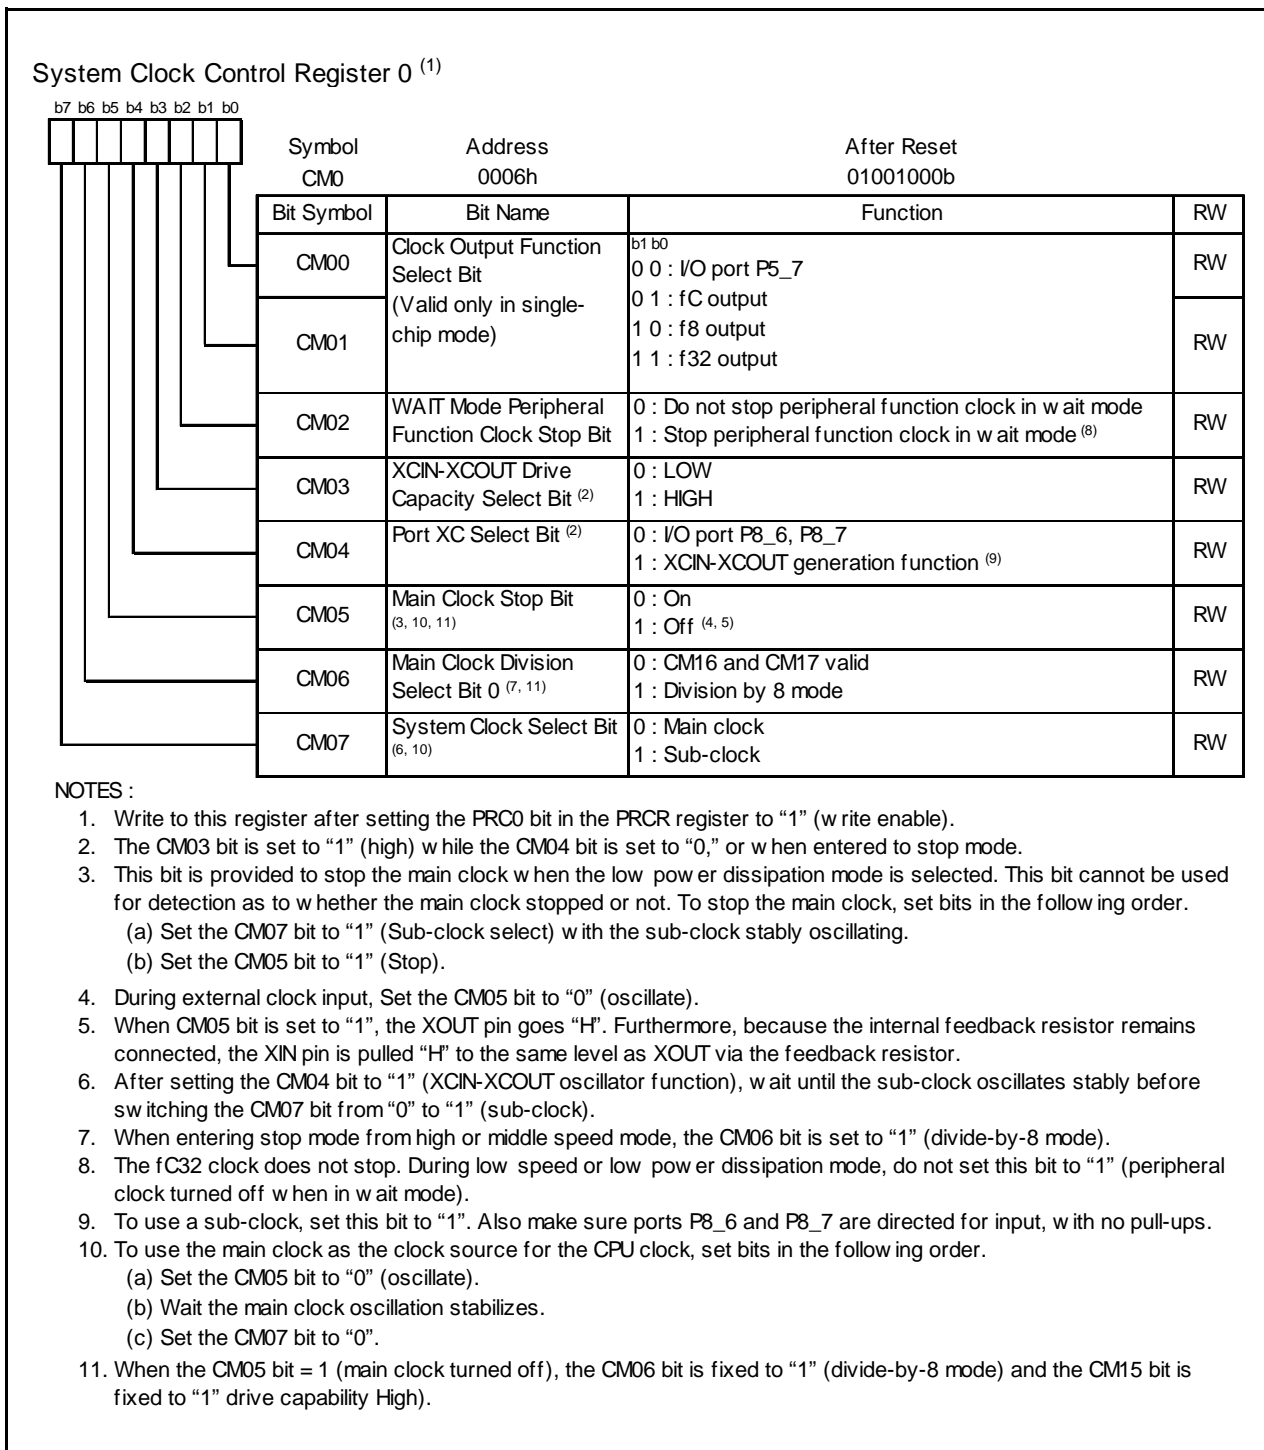 System Clock Control Register 0 (1)
b7 b6 b5 b4 b3 b2 b1 b0
Symbol Address After Reset
CM0 0006h 01001000b
Bit Symbol Bit Name Function RW
CM00 Clock Output Function Select Bit (Valid only in single-chip mode) b1 b0 RW
0 0 : I/O port P5_7
0 1 : fC output
CM01 1 0 : f8 output RW
1 1 : f32 output
CM02 WAIT Mode Peripheral 0 : Do not stop peripheral function clock in wait mode RW
Function Clock Stop Bit 1 : Stop peripheral function clock in wait mode (8)
CM03 XCIN-XCOUT Drive 0 : LOW RW
Capacity Select Bit (2) 1 : HIGH
CM04 Port XC Select Bit (2) 0 : I/O port P8_6, P8_7 RW
1 : XCIN-XCOUT generation function (9)
CM05 Main Clock Stop Bit 0 : On RW
(3, 10, 11) 1 : Off (4, 5)
CM06 Main Clock Division 0 : CM16 and CM17 valid RW
Select Bit 0 (7, 11) 1 : Division by 8 mode
CM07 System Clock Select Bit 0 : Main clock RW
(6, 10) 1 : Sub-clock
NOTES :
1. Write to this register after setting the PRC0 bit in the PRCR register to “1” (write enable).
2. The CM03 bit is set to “1” (high) while the CM04 bit is set to “0,” or when entered to stop mode.
3. This bit is provided to stop the main clock when the low power dissipation mode is selected. This bit cannot be used
for detection as to whether the main clock stopped or not. To stop the main clock, set bits in the following order.
(a) Set the CM07 bit to “1” (Sub-clock select) with the sub-clock stably oscillating.
(b) Set the CM05 bit to “1” (Stop).
4. During external clock input, Set the CM05 bit to “0” (oscillate).
5. When CM05 bit is set to “1”, the XOUT pin goes “H”. Furthermore, because the internal feedback resistor remains
connected, the XIN pin is pulled “H” to the same level as XOUT via the feedback resistor.
6. After setting the CM04 bit to “1” (XCIN-XCOUT oscillator function), wait until the sub-clock oscillates stably before
switching the CM07 bit from “0” to “1” (sub-clock).
7. When entering stop mode from high or middle speed mode, the CM06 bit is set to “1” (divide-by-8 mode).
8. The fC32 clock does not stop. During low speed or low power dissipation mode, do not set this bit to “1” (peripheral
clock turned off when in wait mode).
9. To use a sub-clock, set this bit to “1”. Also make sure ports P8_6 and P8_7 are directed for input, with no pull-ups.
10. To use the main clock as the clock source for the CPU clock, set bits in the following order.
(a) Set the CM05 bit to “0” (oscillate).
(b) Wait the main clock oscillation stabilizes.
(c) Set the CM07 bit to “0”.
11. When the CM05 bit = 1 (main clock turned off), the CM06 bit is fixed to “1” (divide-by-8 mode) and the CM15 bit is
fixed to “1” drive capability High).